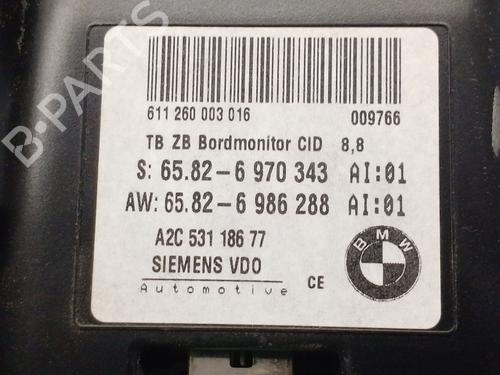 B-PARTS
611 260 003 016 009766
TB ZB Bordmonitor CID 8,8
S: 65.82-6 970 343 AI:01
AW: 65.82-6 986 288 AI:01
A2C 531 186 77
SIEMENS VDO
Automotive
CE
BMW